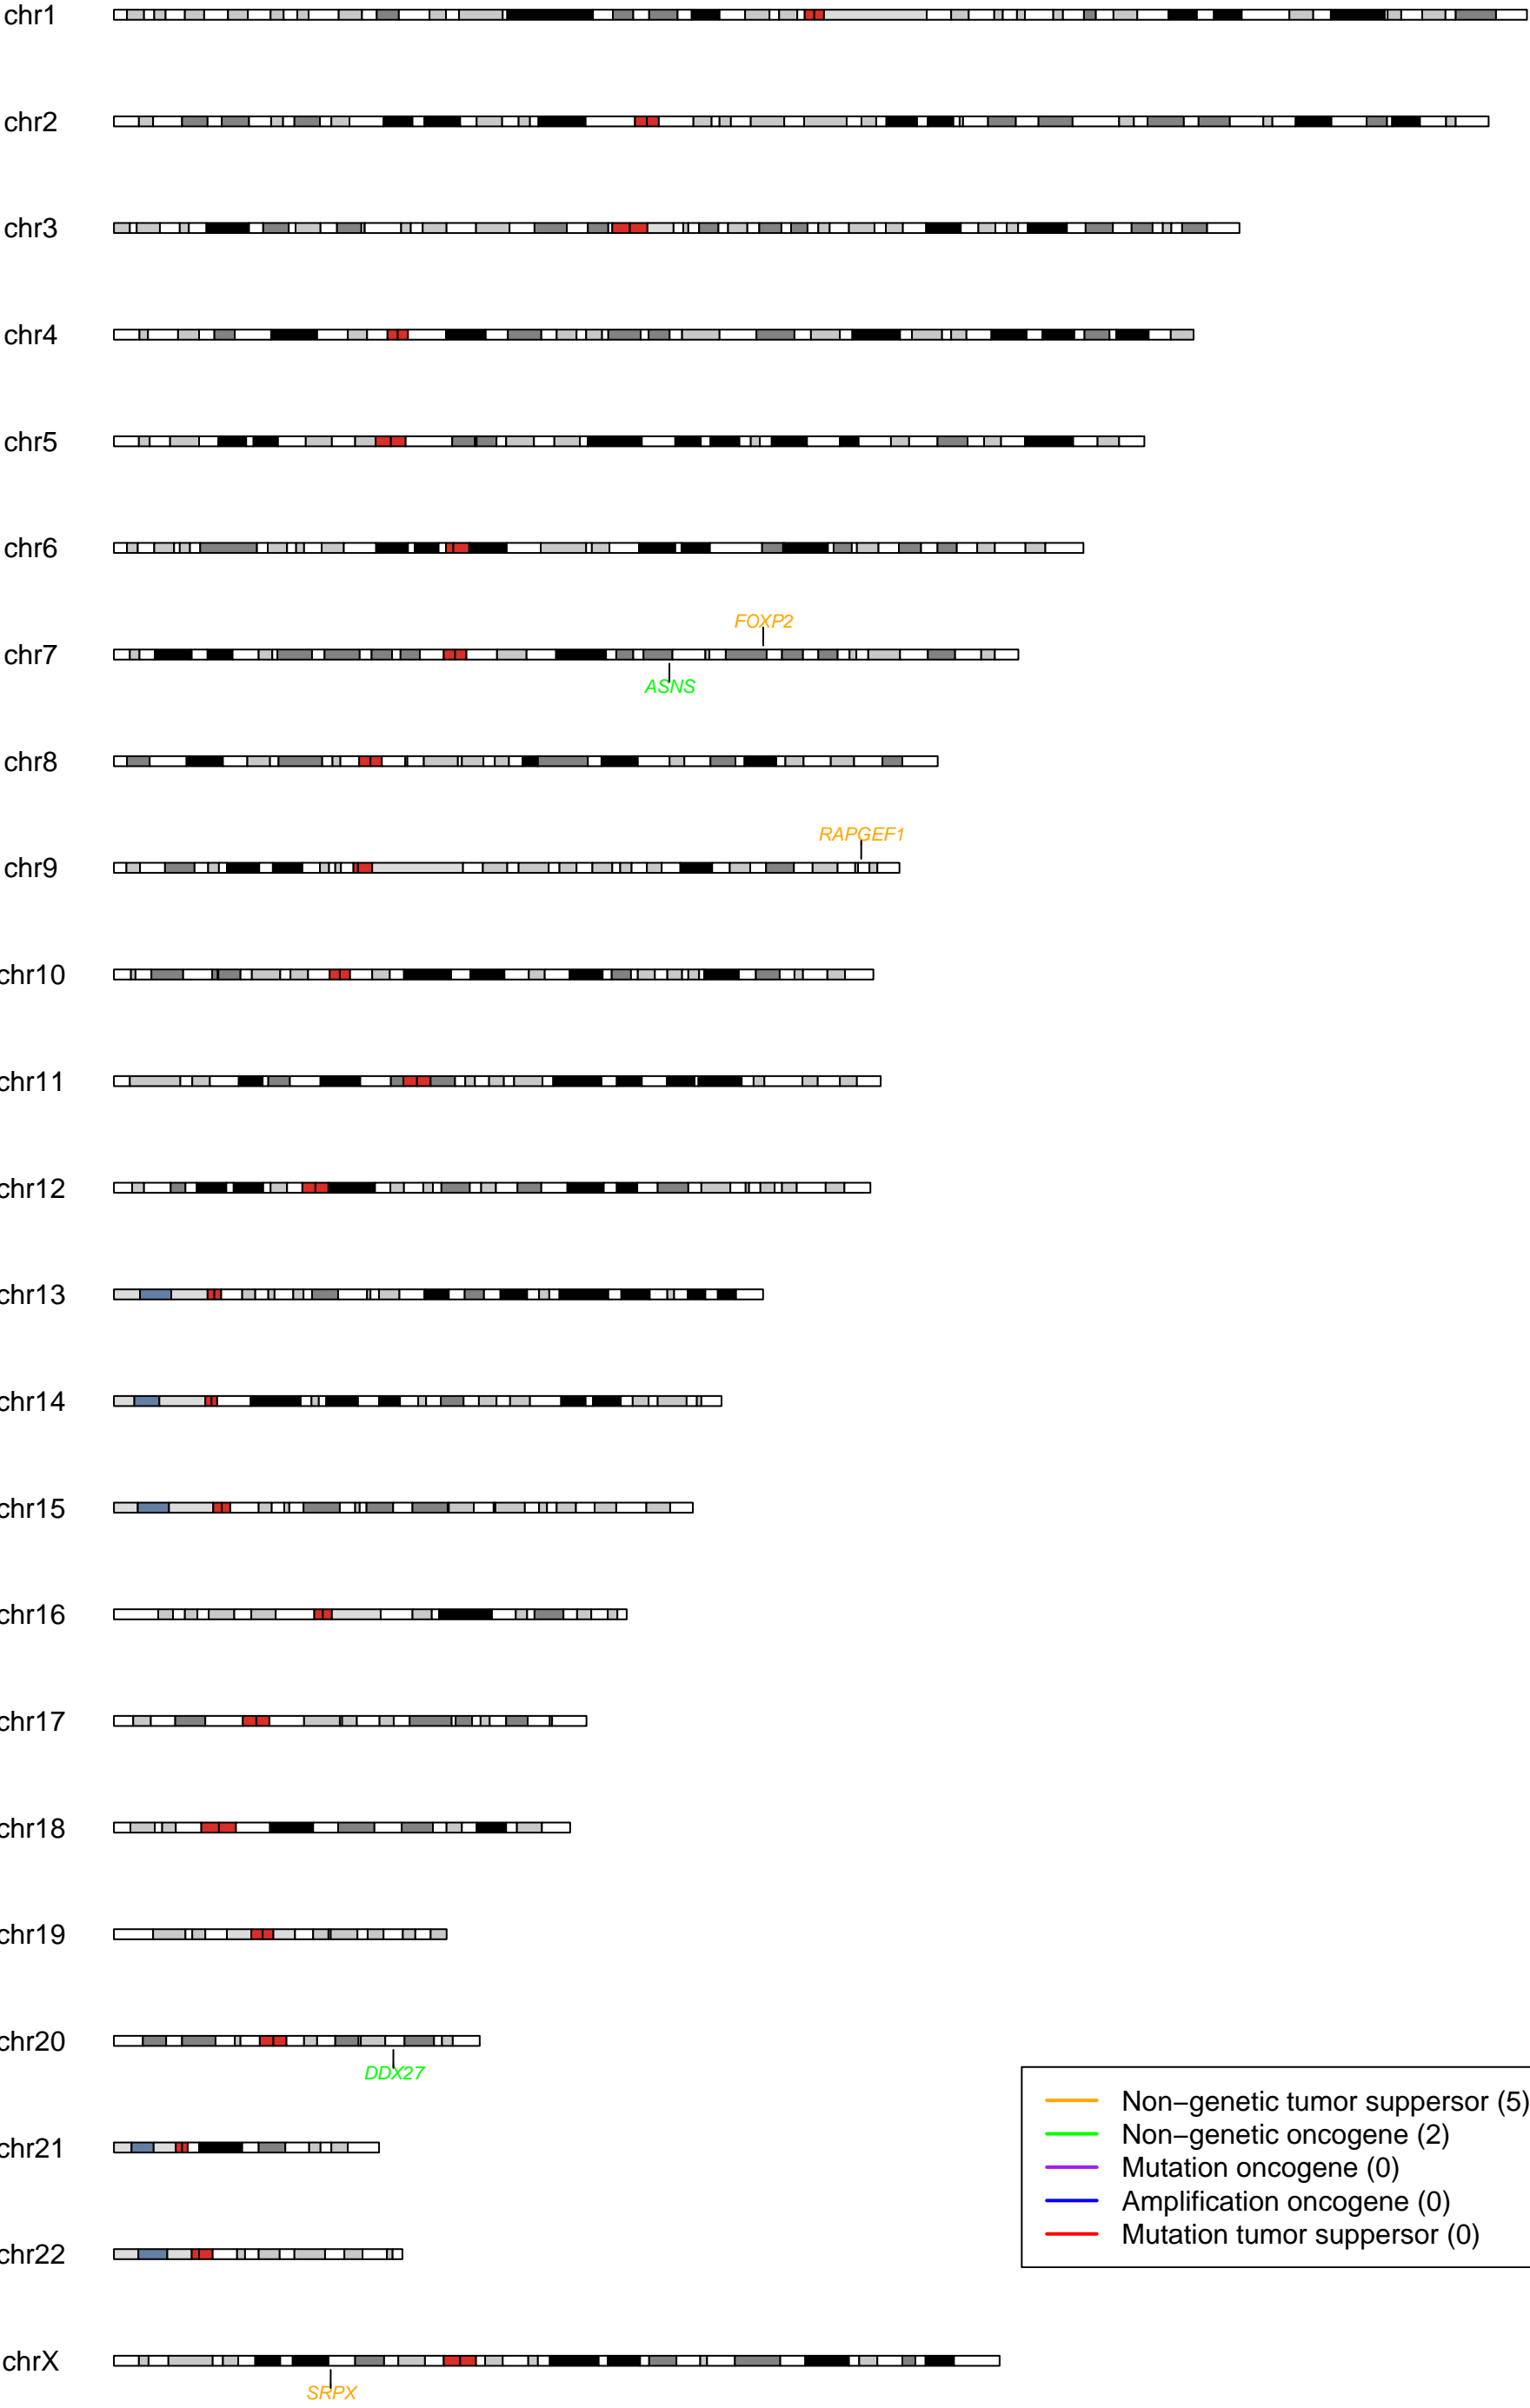 chr1
chr2
chr3
chr4
chr5
chr6
FOXP2
chr7
ASNS
chr8
RAPGEF1
chr9
chr10
chr11
chr12
chr13
chr14
chr15
chr16
chr17
chr18
chr19
chr20
DDX27
Non−genetic tumor suppersor (5)
Non−genetic oncogene (2)
chr21
Mutation oncogene (0)
Amplification oncogene (0)
Mutation tumor suppersor (0)
chr22
chrX
SRPX